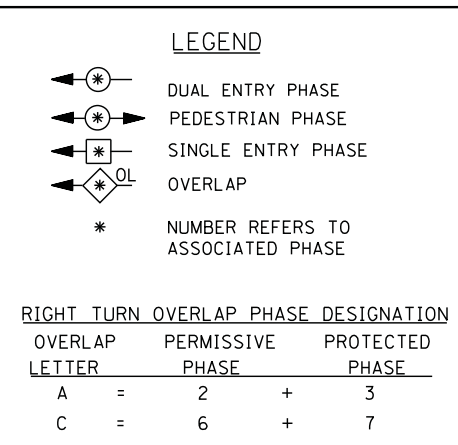 LEGEND
* DUAL ENTRY PHASE
* PEDESTRIAN PHASE
* SINGLE ENTRY PHASE
* OL OVERLAP
* NUMBER REFERS TO
ASSOCIATED PHASE
RIGHT TURN OVERLAP PHASE DESIGNATION
OVERLAP PERMISSIVE PROTECTED
LETTER PHASE PHASE
A = 2 + 3
C = 6 + 7